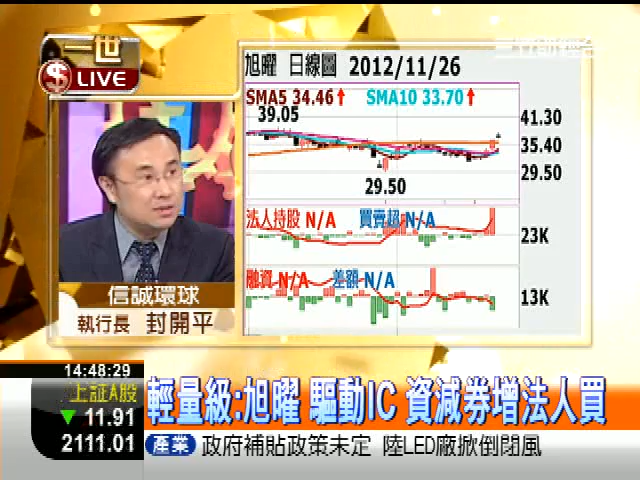 一世
$ LIVE
旭曜 日線圖 2012/11/26
SMA5 34.46 SMA10 33.70
39.05
41.30
35.40
29.50
29.50
法人持股 N/A 買賣超 N/A
23K
融資 N/A 差額 N/A
13K
信誠環球
執行長 封開平
14:48:29
上証A股
▼ 11.91
2111.01
輕量級:旭曜 驅動IC 資減券增法人買
產業 政府補貼政策未定 陸LED廠掀倒閉風